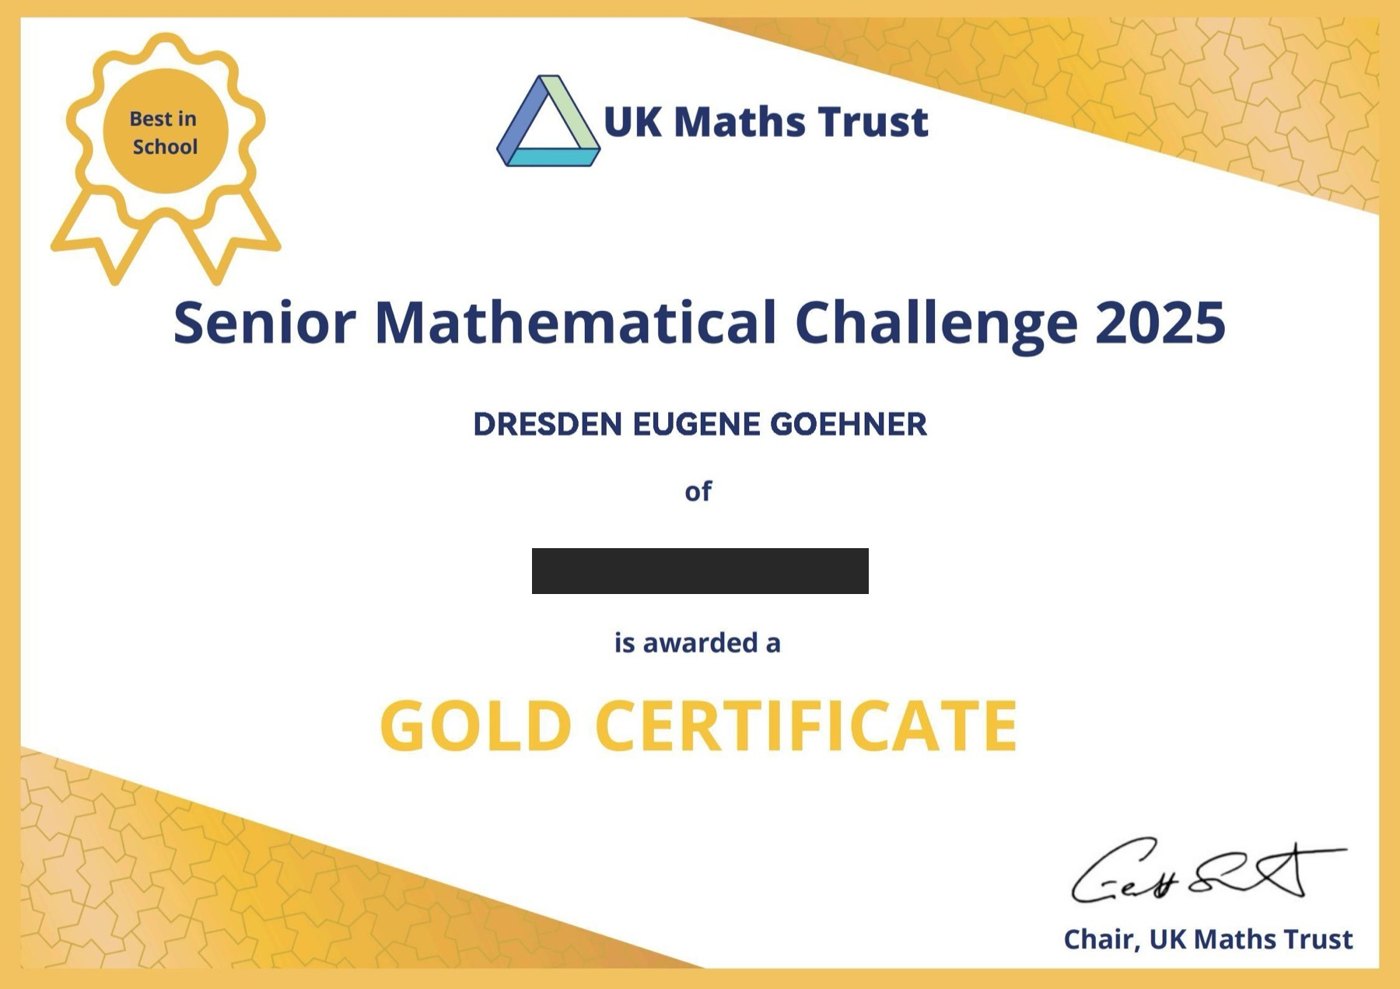 Best in
School
UK Maths Trust
Senior Mathematical Challenge 2025
DRESDEN EUGENE GOEHNER
of
is awarded a
GOLD CERTIFICATE
Chair, UK Maths Trust